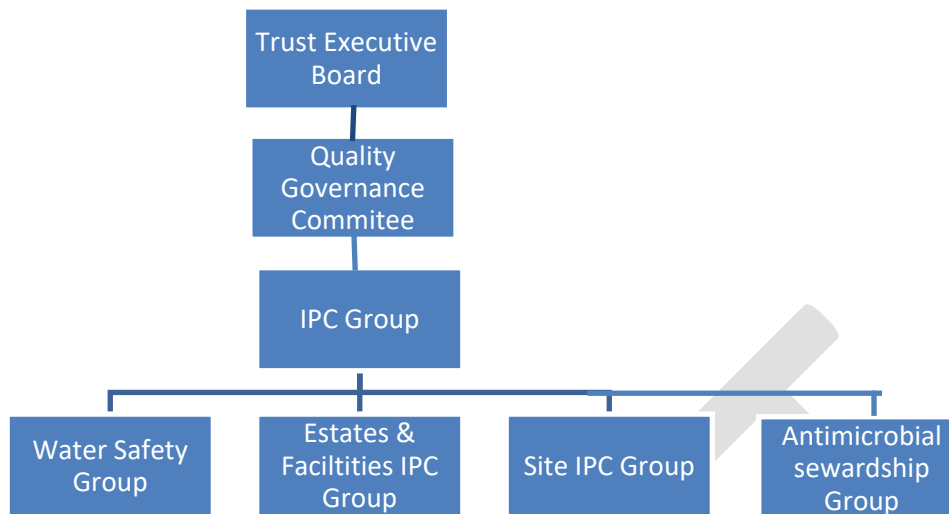 Trust Executive
Board
Quality
Governance
Commitee
IPC Group
Water Safety
Group
Estates &
Faciltities IPC
Group
Site IPC Group
Antimicrobial
sewardship
Group